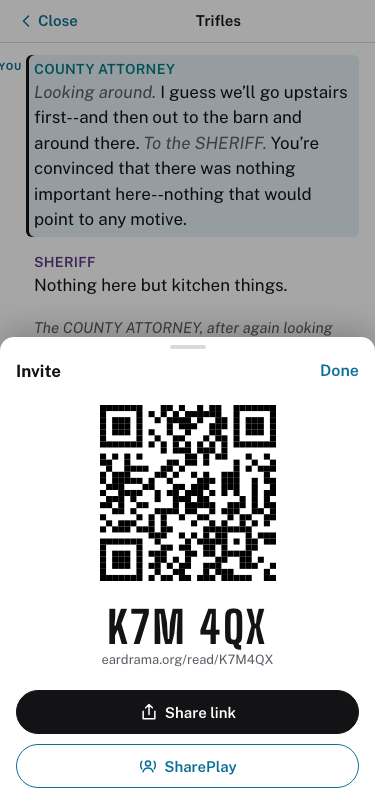 Close
Trifles
YOU
COUNTY ATTORNEY
Looking around. I guess we’ll go upstairs
first--and then out to the barn and
around there. To the SHERIFF. You’re
convinced that there was nothing
important here--nothing that would
point to any motive.
SHERIFF
Nothing here but kitchen things.
The COUNTY ATTORNEY, after again looking
Invite
Done
K7M 4QX
eardrama.org/read/K7M4QX
Share link
SharePlay